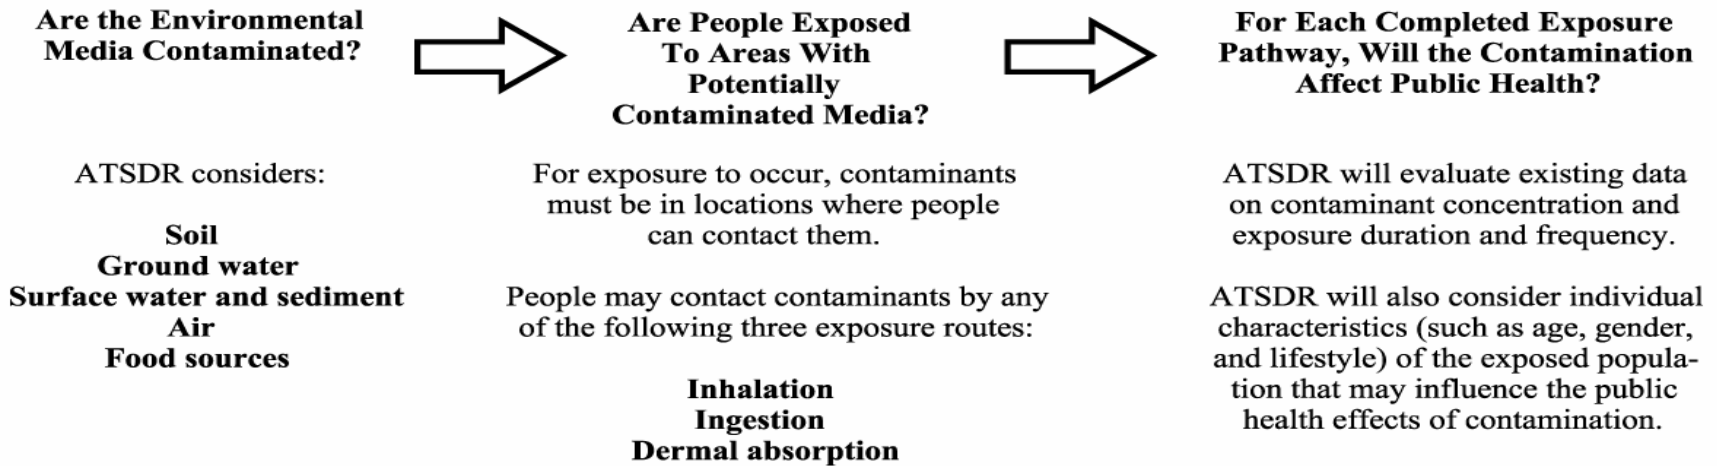 Are the Environmental
Media Contaminated?
Are People Exposed
To Areas With
Potentially
Contaminated Media?
For Each Completed Exposure
Pathway, Will the Contamination
Affect Public Health?
ATSDR considers:
Soil
Ground water
Surface water and sediment
Air
Food sources
For exposure to occur, contaminants
must be in locations where people
can contact them.
People may contact contaminants by any
of the following three exposure routes:
Inhalation
Ingestion
Dermal absorption
ATSDR will evaluate existing data
on contaminant concentration and
exposure duration and frequency.
ATSDR will also consider individual
characteristics (such as age, gender,
and lifestyle) of the exposed popula-
tion that may influence the public
health effects of contamination.